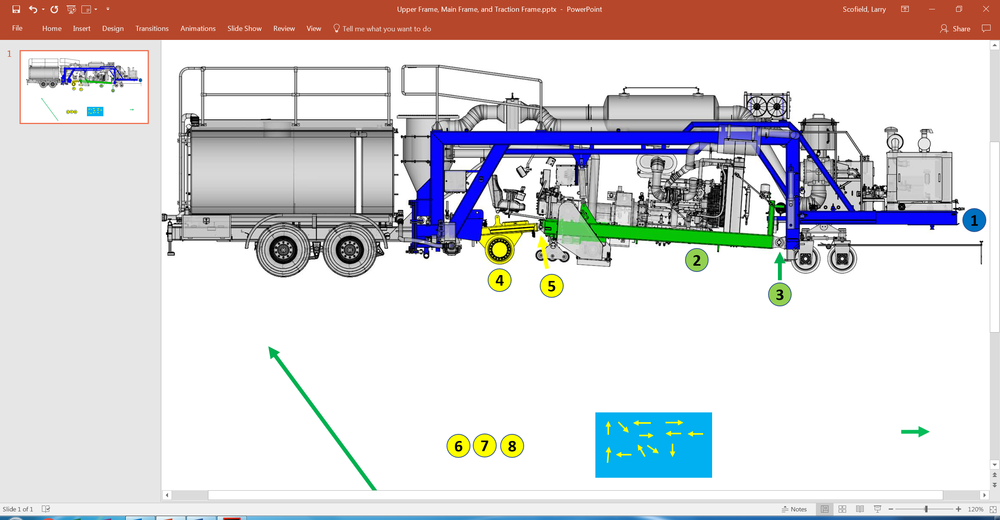 Upper Frame, Main Frame, and Traction Frame.pptx - PowerPoint
Scofield, Larry
File Home Insert Design Transitions Animations Slide Show Review View Tell me what you want to do
Share
1
1
2
3
4
5
6 7 8
Slide 1 of 1
Notes
120%